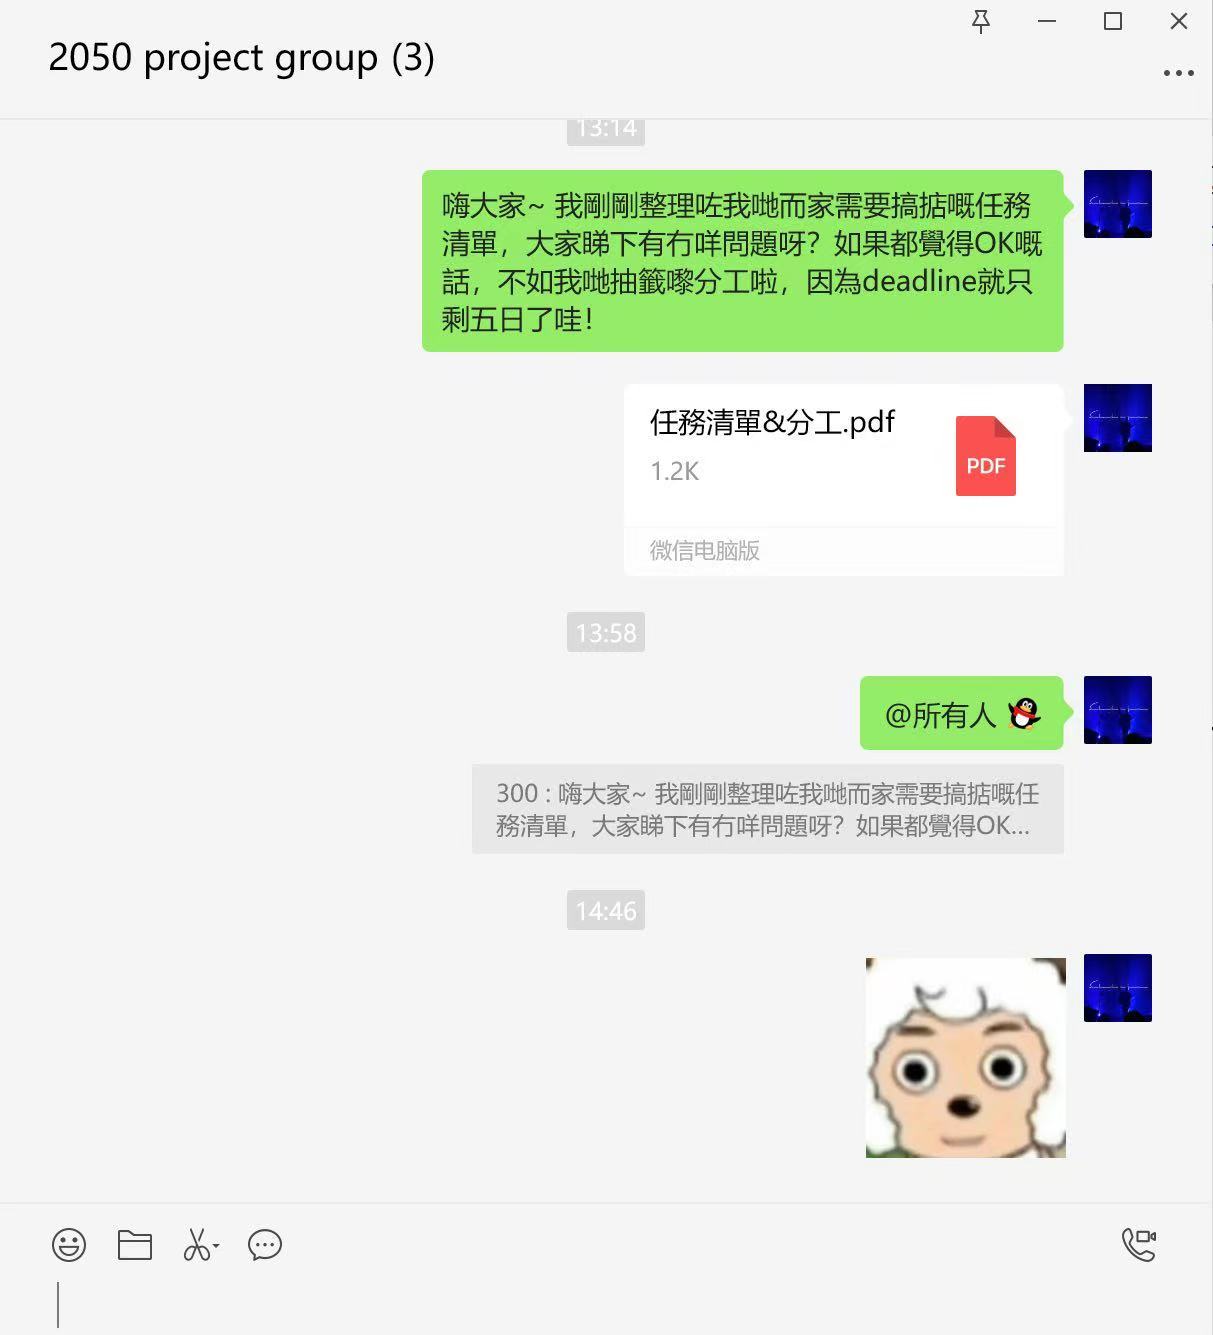 2050 project group (3)
13:14
嗨大家~ 我剛剛整理咗我哋而家需要搞掂嘅任務
清單，大家睇下有冇咩問題呀？如果都覺得OK嘅
話，不如我哋抽籤嚟分工啦，因為deadline就只
剩五日了哇！
任務清單&分工.pdf
1.2K
PDF
微信电脑版
13:58
@所有人
300 : 嗨大家~ 我剛剛整理咗我哋而家需要搞掂嘅任
務清單，大家睇下有冇咩問題呀？如果都覺得OK...
14:46